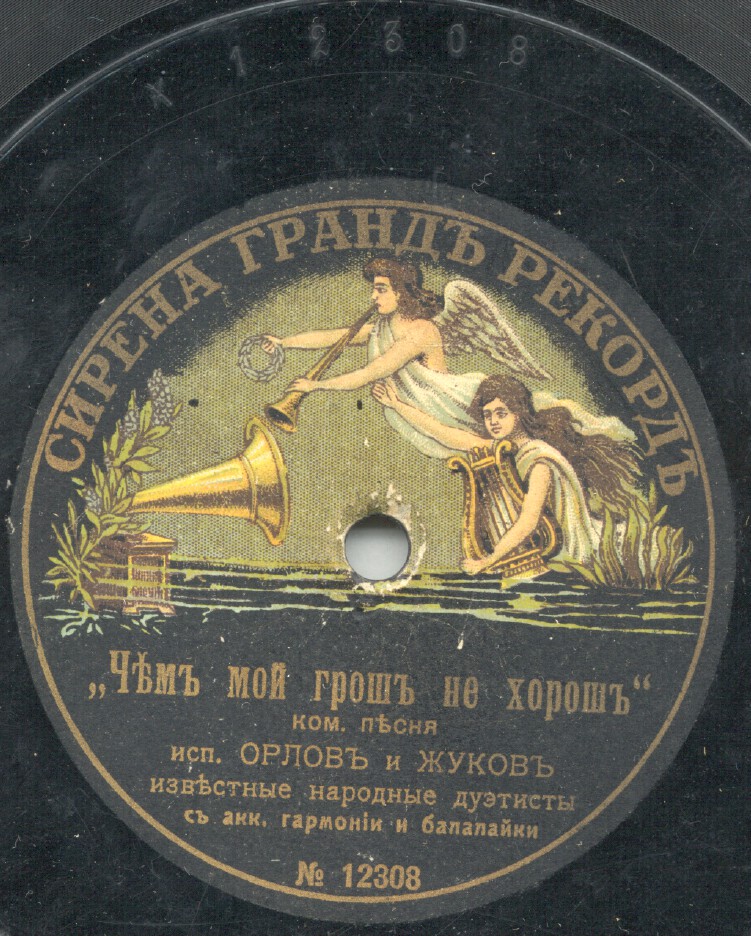 X 12308
СИРЕНА ГРАНДЪ РЕКОРДЪ
„Чѣмъ мой грошъ не хорошъ“
ком. пѣсня
исп. ОРЛОВЪ и ЖУКОВЪ
извѣстные народные дуэтисты
съ акк. гармоніи и балалайки
№ 12308